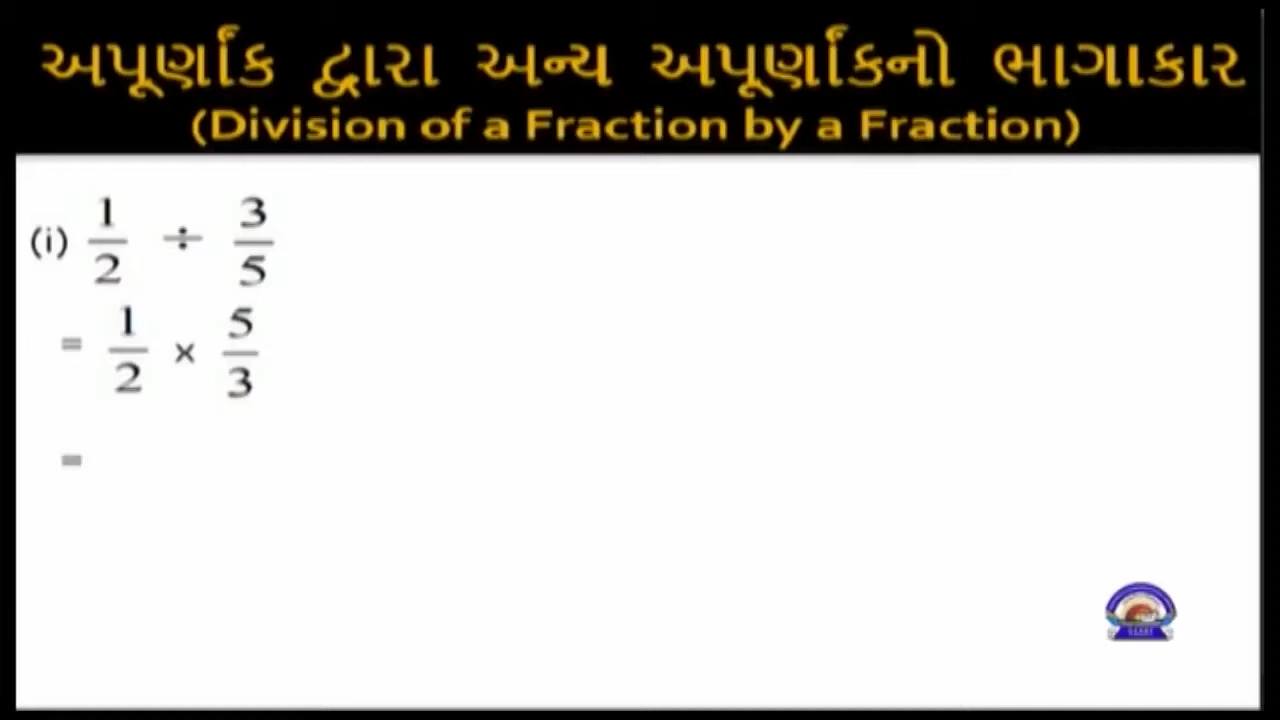 અપૂર્ણાંક દ્વારા અન્ય અપૂર્ણાંકનો ભાગાકાર
(Division of a Fraction by a Fraction)
(i) 1/2 ÷ 3/5
= 1/2 × 5/3
=